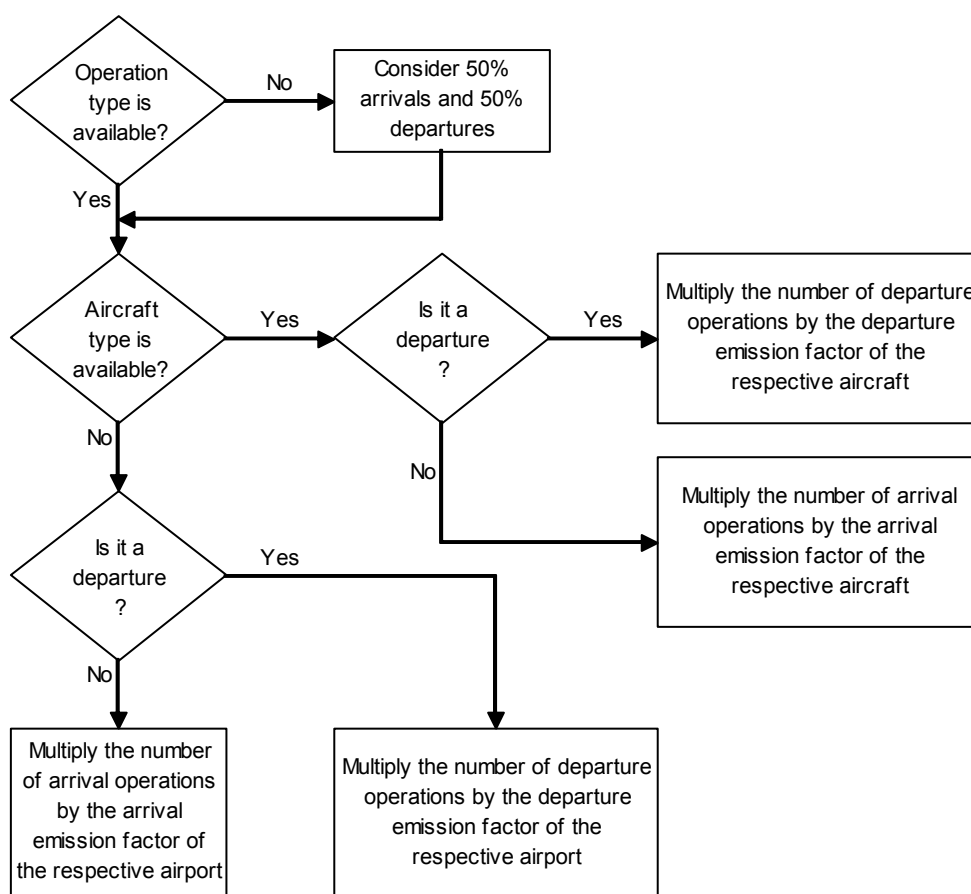 Operation
type is
available?
No
Consider 50%
arrivals and 50%
departures
Yes
Aircraft
type is
available?
Yes
Is it a
departure
?
Yes
Multiply the number of departure
operations by the departure
emission factor of the
respective aircraft
No
No
Multiply the number of arrival
operations by the arrival
emission factor of the
respective aircraft
Is it a
departure
?
Yes
No
Multiply the number
of arrival operations
by the arrival
emission factor of
the respective airport
Multiply the number of departure
operations by the departure
emission factor of the
respective airport